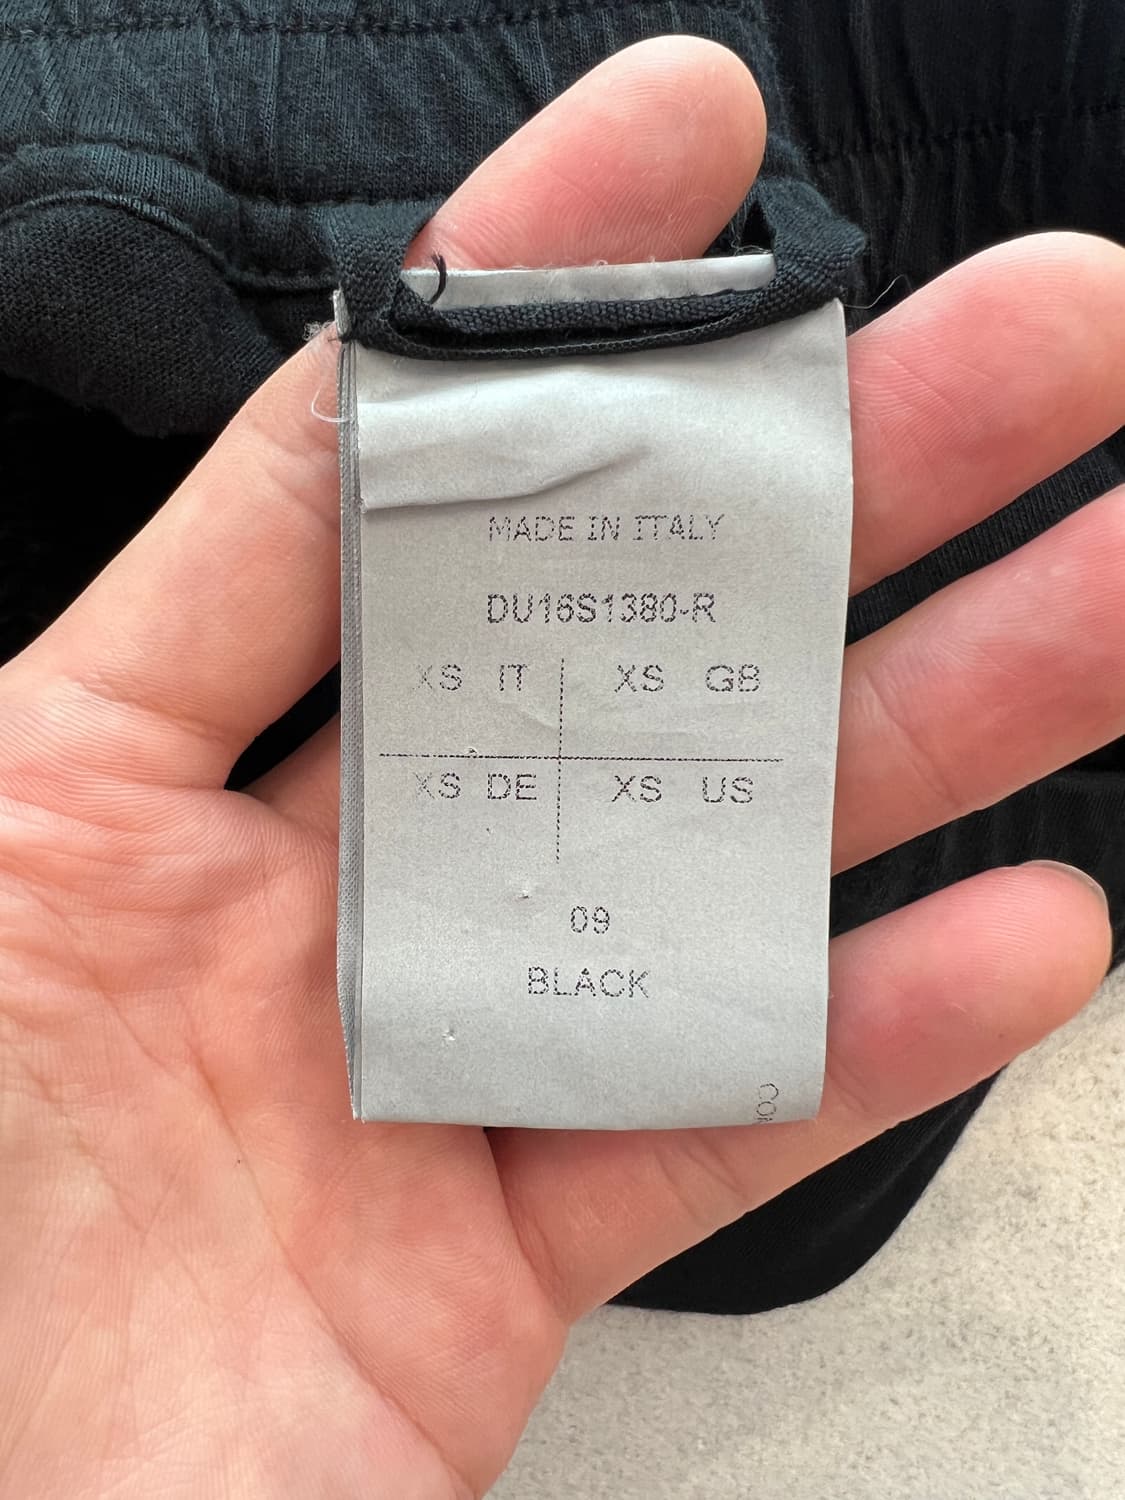 MADE IN ITALY
DU16S1380-R
XS IT XS GB
XS DE XS US
09
BLACK